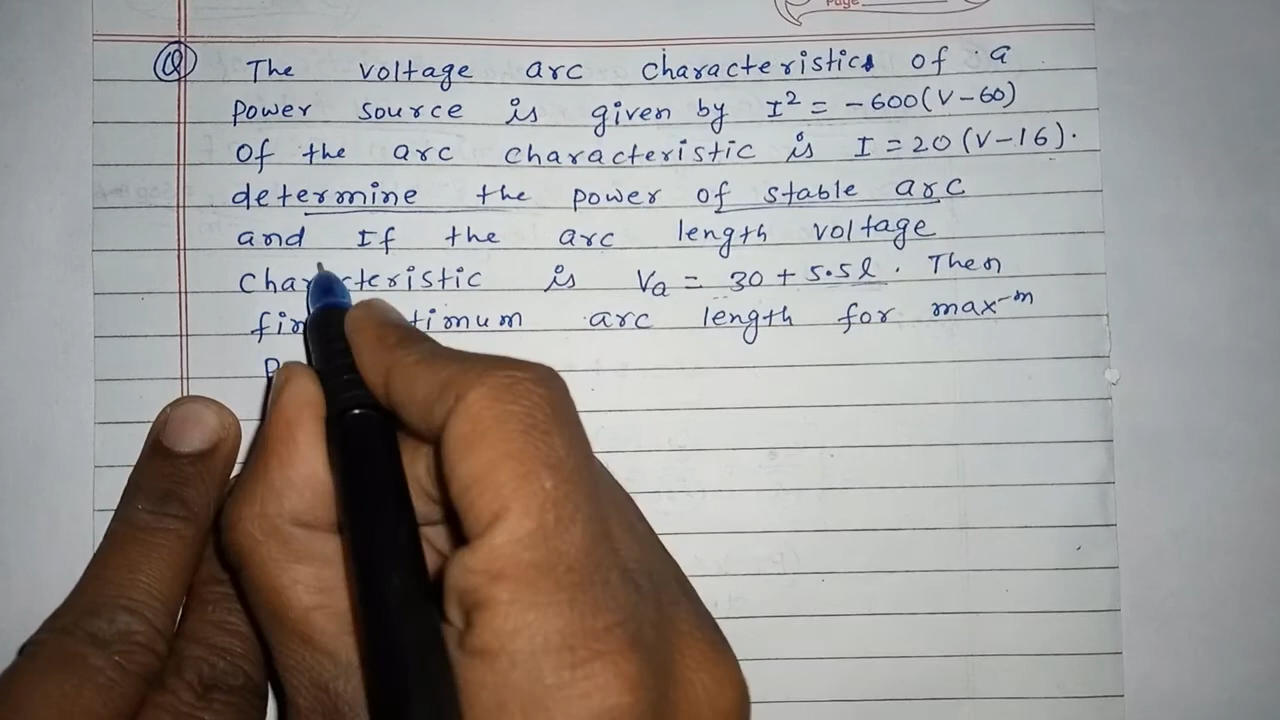 Page
Q The voltage arc characteristics of a
power source is given by I² = -600(V-60)
Of the arc characteristic is I = 20(V-16).
determine the power of stable arc
and If the arc length voltage
is Va = 30 + 5.5l. Then
arc length for max-m